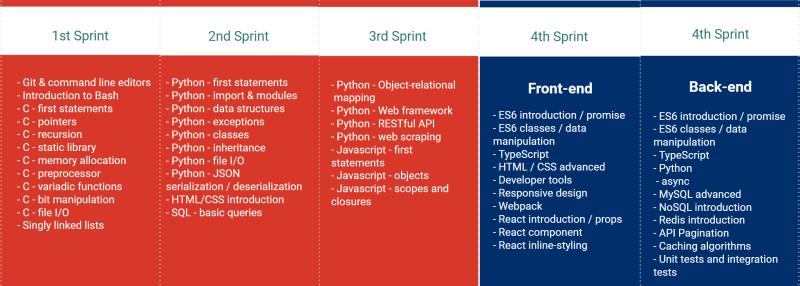 1st Sprint
- Git & command line editors
- Introduction to Bash
- C - first statements
- C - pointers
- C - recursion
- C - static library
- C - memory allocation
- C - preprocessor
- C - variadic functions
- C - bit manipulation
- C - file I/O
- Singly linked lists
2nd Sprint
- Python - first statements
- Python - import & modules
- Python - data structures
- Python - exceptions
- Python - classes
- Python - inheritance
- Python - file I/O
- Python - JSON
serialization / deserialization
- HTML/CSS introduction
- SQL - basic queries
3rd Sprint
- Python - Object-relational
mapping
- Python - Web framework
- Python - RESTful API
- Python - web scraping
- Javascript - first
statements
- Javascript - objects
- Javascript - scopes and
closures
4th Sprint
Front-end
- ES6 introduction / promise
- ES6 classes / data
manipulation
- TypeScript
- HTML / CSS advanced
- Developer tools
- Responsive design
- Webpack
- React introduction / props
- React component
- React inline-styling
4th Sprint
Back-end
- ES6 introduction / promise
- ES6 classes / data
manipulation
- TypeScript
- Python
- async
- MySQL advanced
- NoSQL introduction
- Redis introduction
- API Pagination
- Caching algorithms
- Unit tests and integration
tests